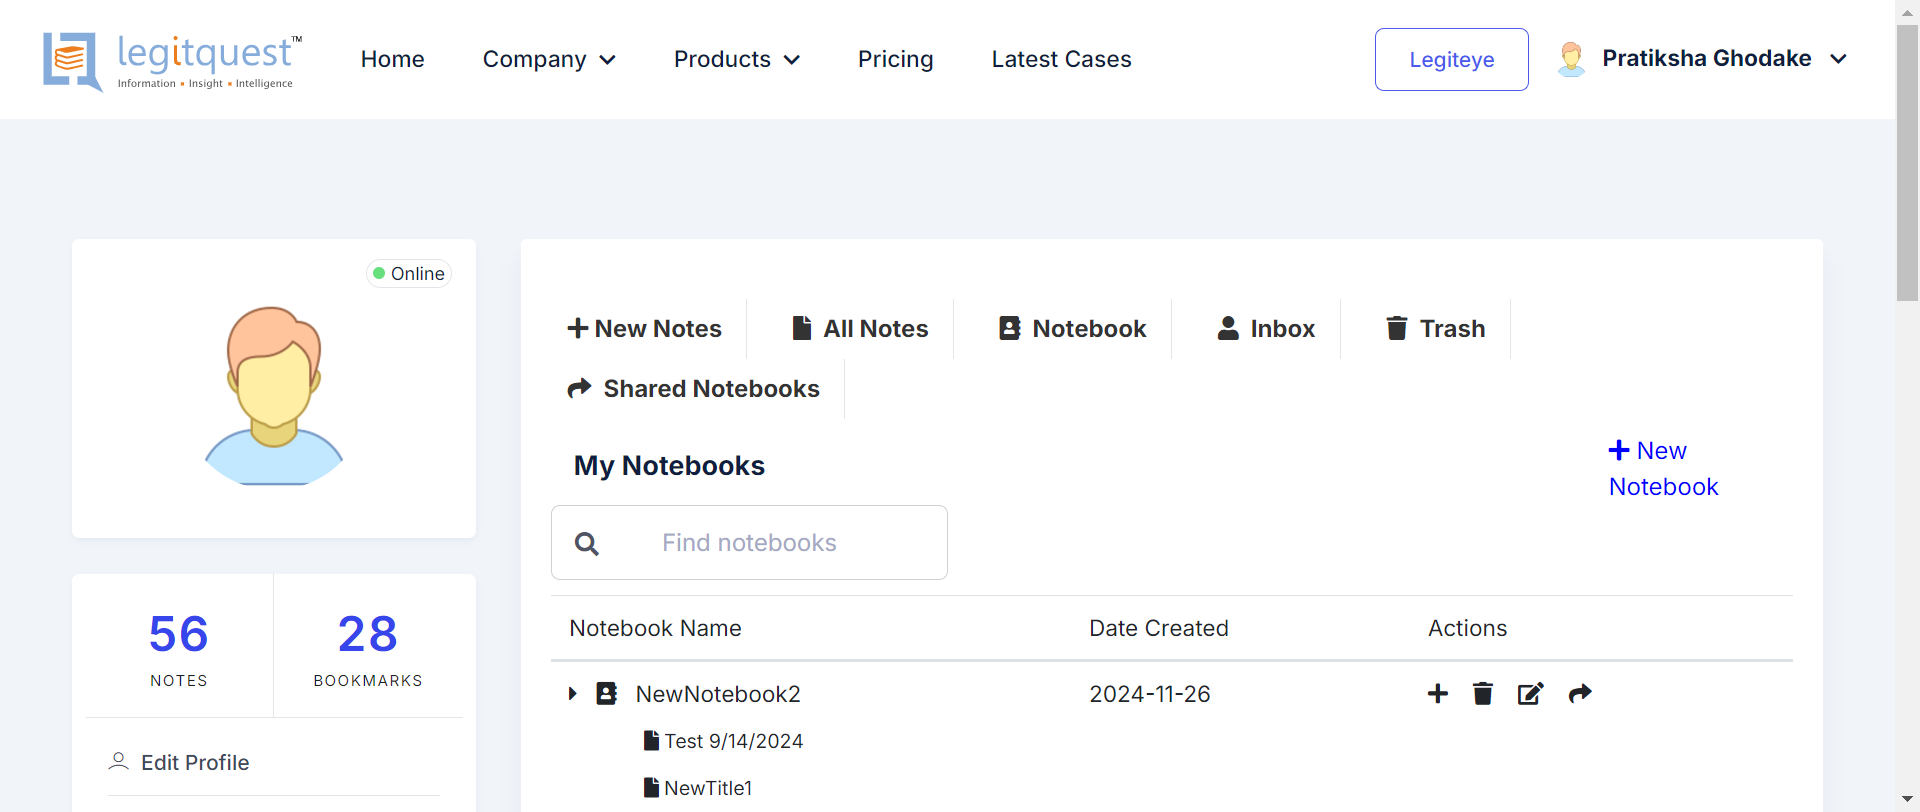 legitquest™
Information ▪ Insight ▪ Intelligence
Home
Company
Products
Pricing
Latest Cases
Legiteye
Pratiksha Ghodake
Online
56
NOTES
28
BOOKMARKS
Edit Profile
New Notes
All Notes
Notebook
Inbox
Trash
Shared Notebooks
My Notebooks
New
Notebook
Find notebooks
Notebook Name
Date Created
Actions
NewNotebook2
2024-11-26
Test 9/14/2024
NewTitle1